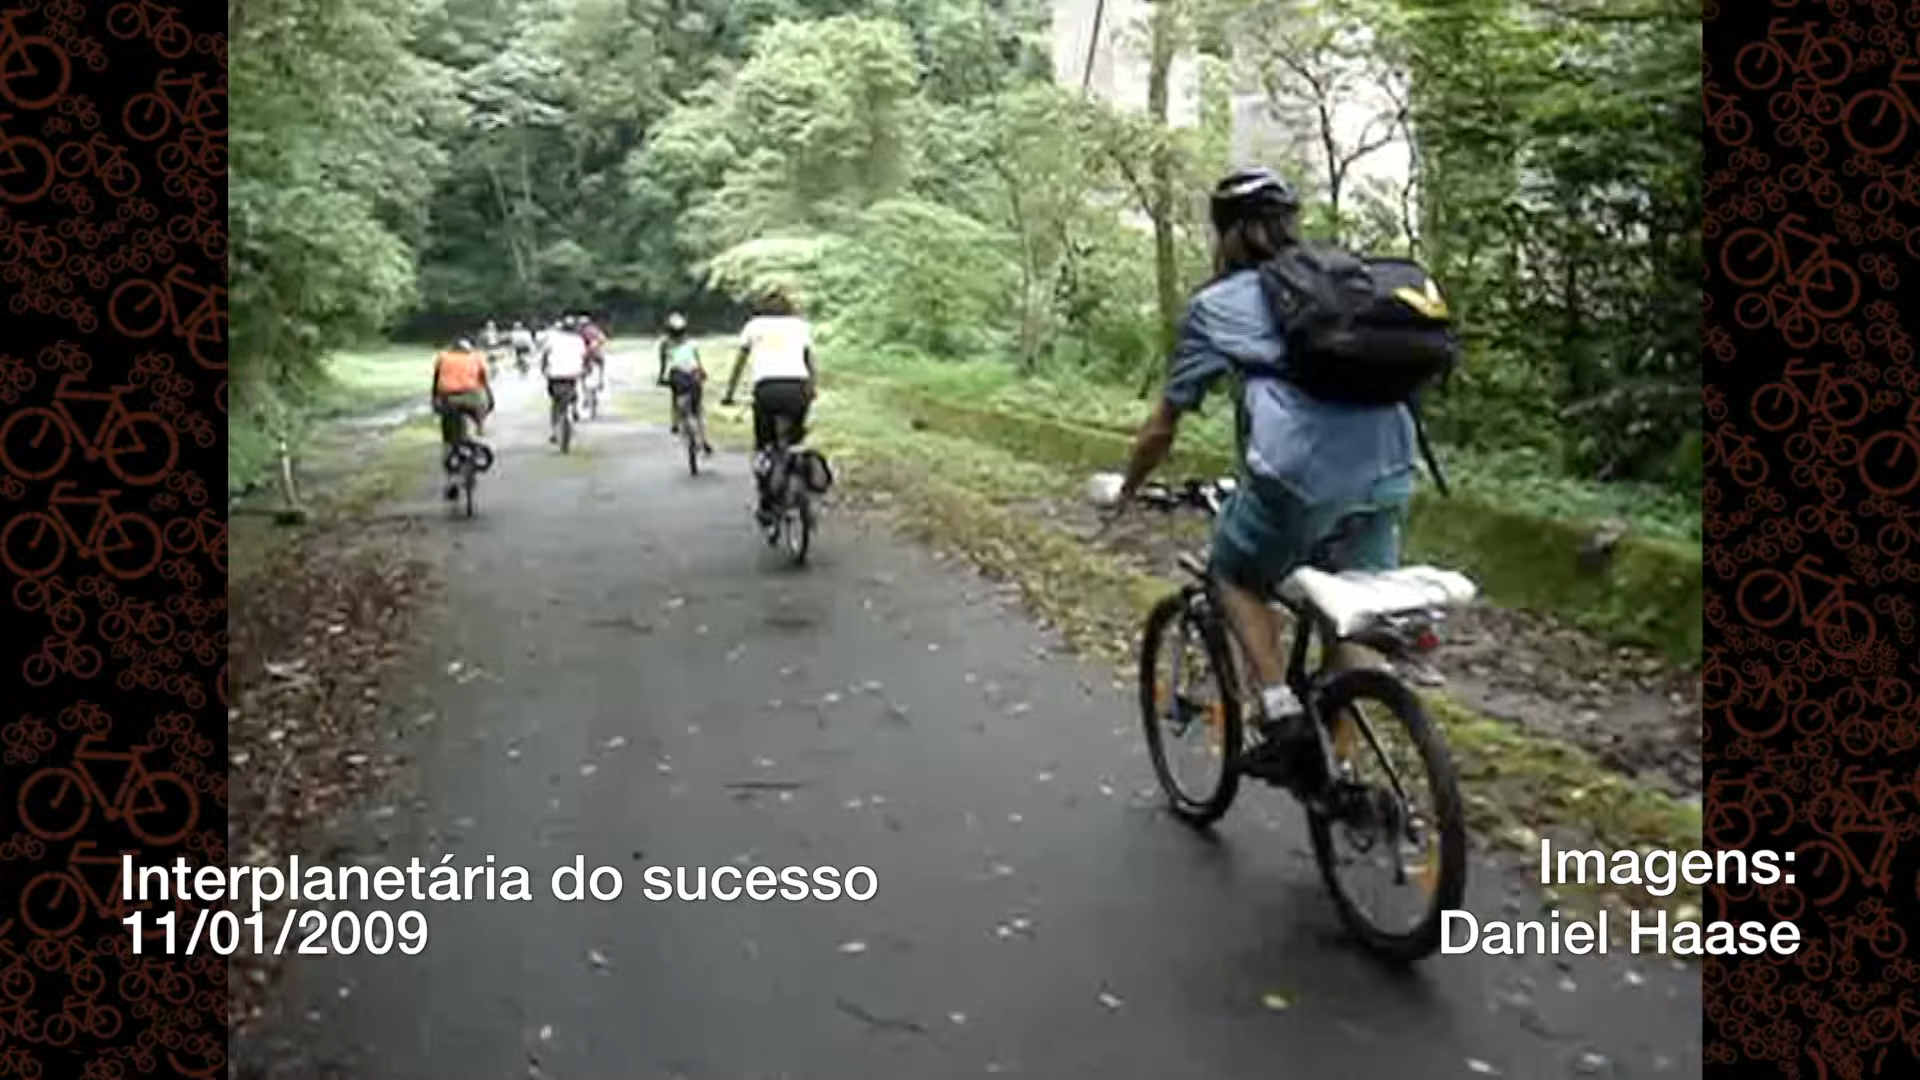 Interplanetária do sucesso
11/01/2009
Imagens:
Daniel Haase